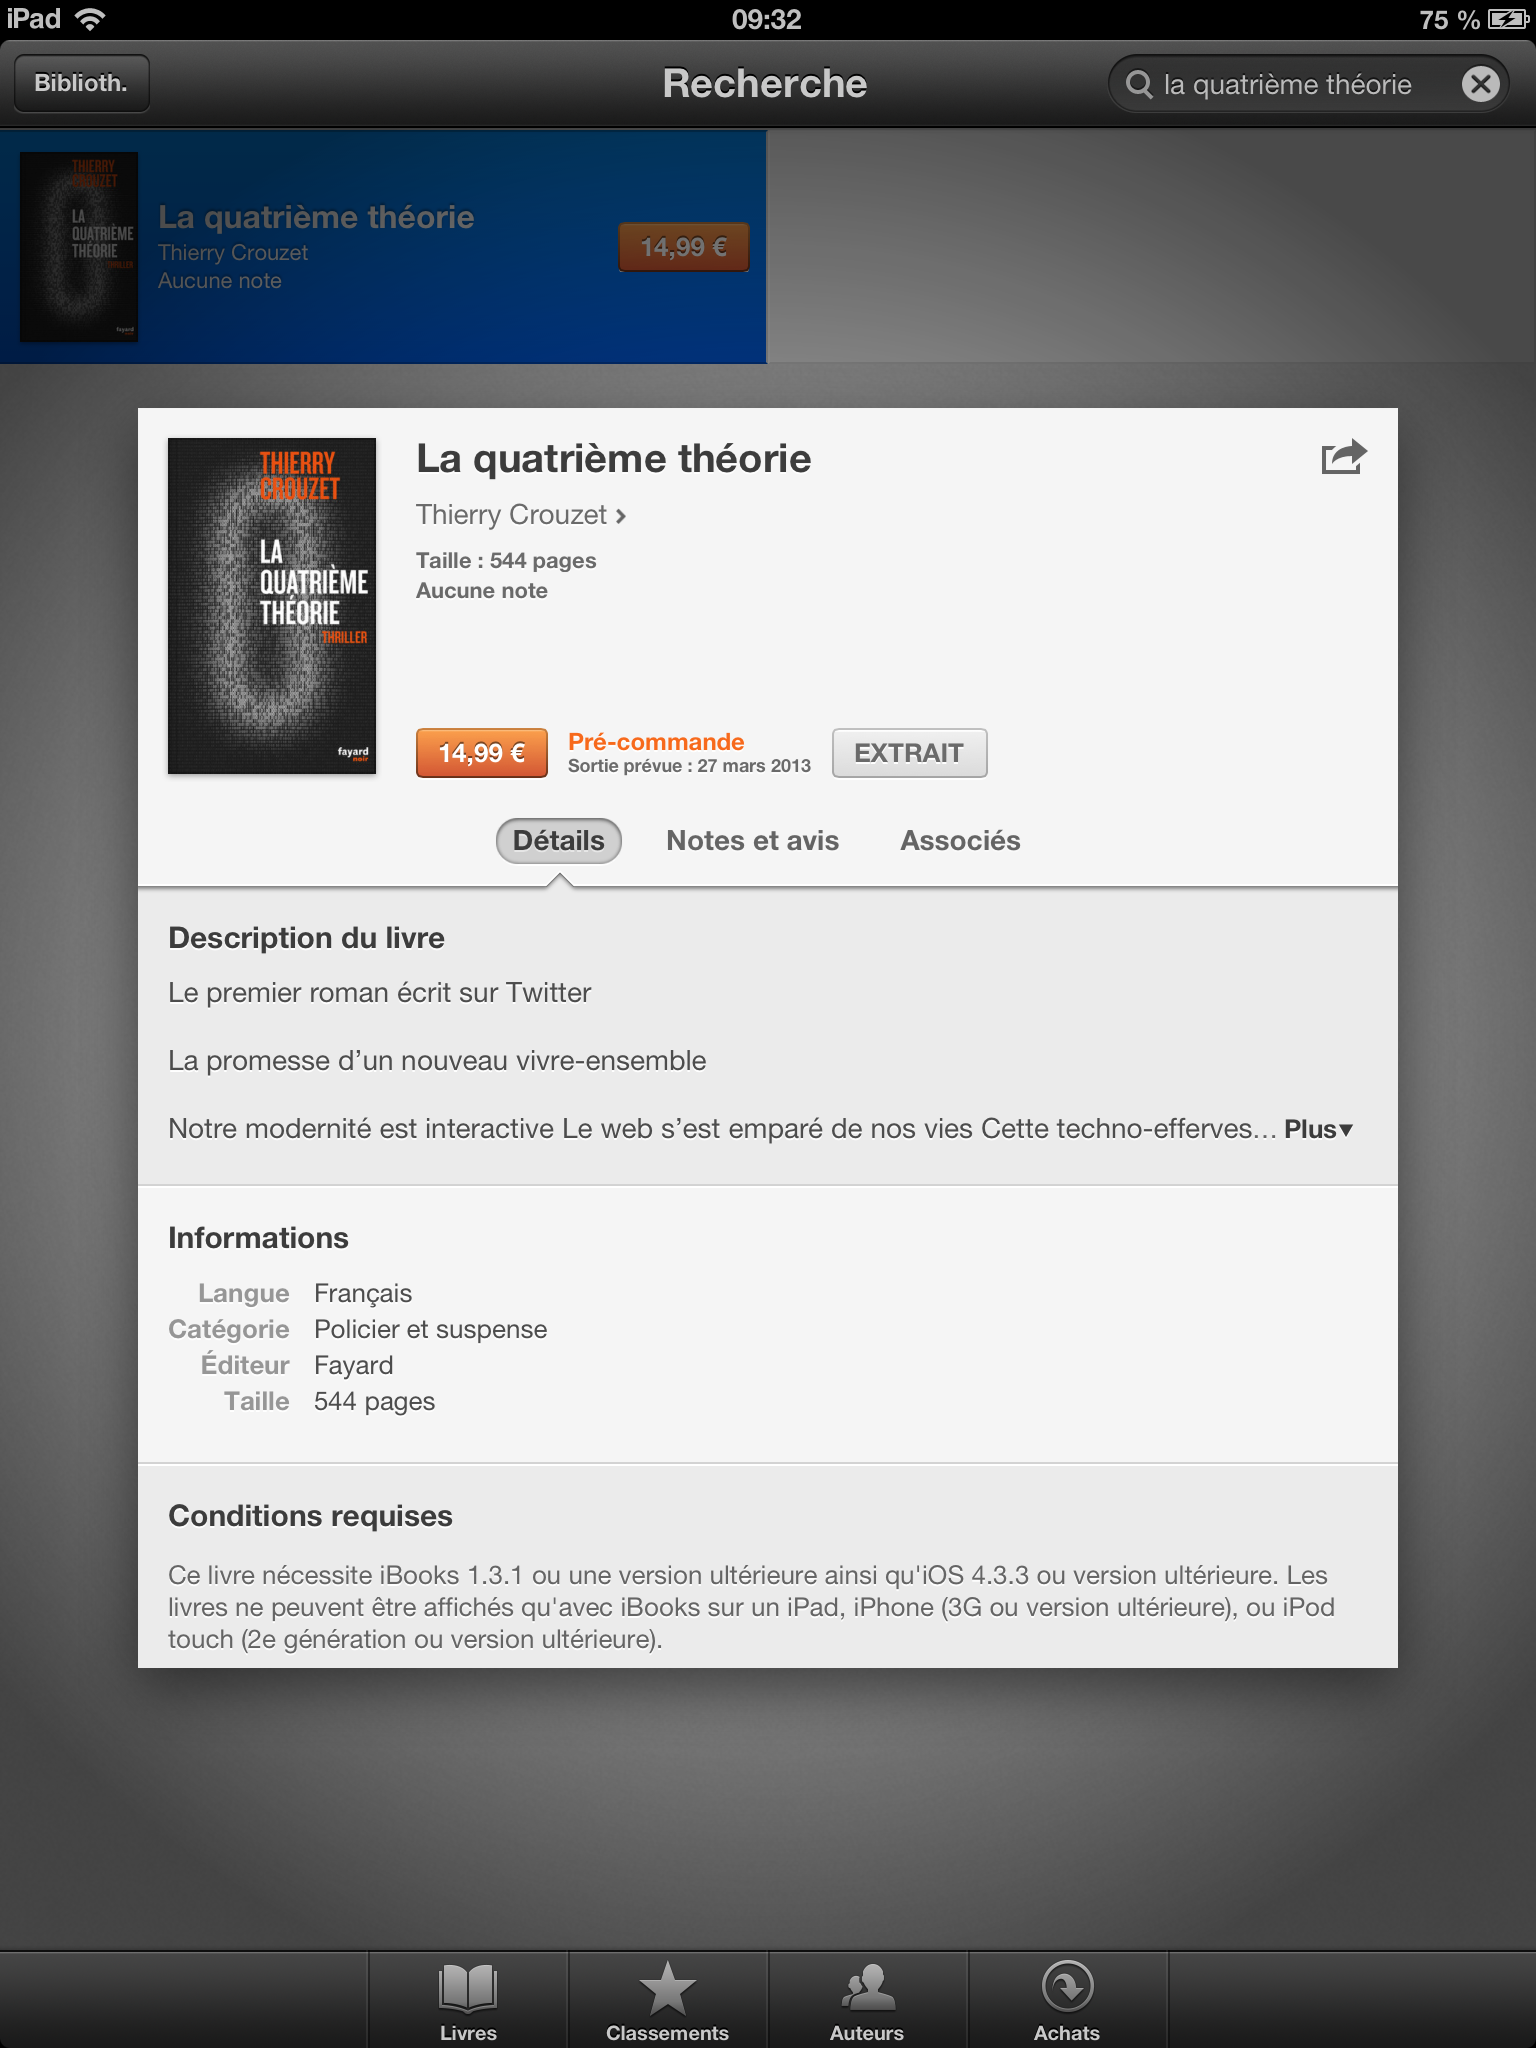 iPad
09:32
75 %
Biblioth.
Recherche
la quatrième théorie
THIERRY
CROUZET
LA
QUATRIÈME
THÉORIE
THRILLER
fayard
La quatrième théorie
Thierry Crouzet
Aucune note
14,99 €
THIERRY
CROUZET
LA
QUATRIÈME
THÉORIE
THRILLER
fayard
noir
La quatrième théorie
Thierry Crouzet
Taille : 544 pages
Aucune note
14,99 €
Pré-commande
Sortie prévue : 27 mars 2013
EXTRAIT
Détails
Notes et avis
Associés
Description du livre
Le premier roman écrit sur Twitter
La promesse d’un nouveau vivre-ensemble
Notre modernité est interactive Le web s’est emparé de nos vies Cette techno-efferves… Plus▾
Informations
Langue Français
Catégorie Policier et suspense
Éditeur Fayard
Taille 544 pages
Conditions requises
Ce livre nécessite iBooks 1.3.1 ou une version ultérieure ainsi qu'iOS 4.3.3 ou version ultérieure. Les
livres ne peuvent être affichés qu'avec iBooks sur un iPad, iPhone (3G ou version ultérieure), ou iPod
touch (2e génération ou version ultérieure).
Livres
Classements
Auteurs
Achats